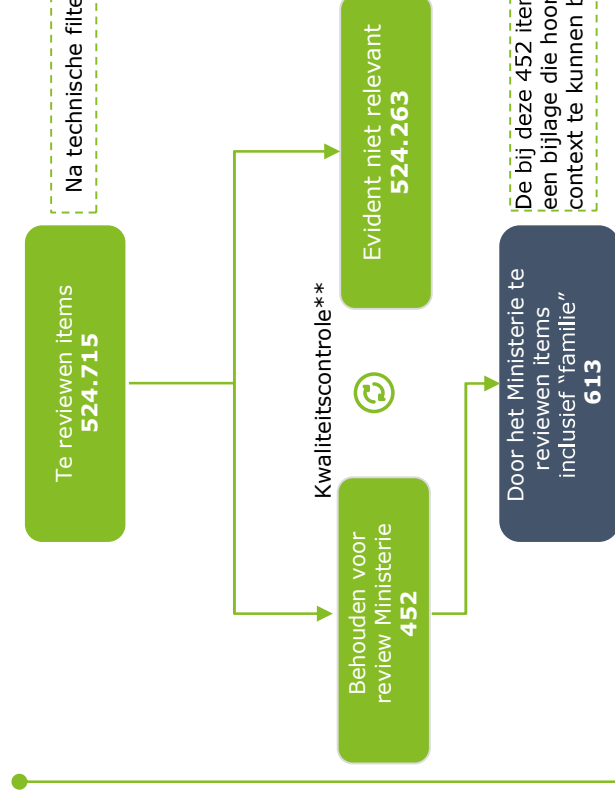 Te reviewen items
524.715
Na technische filte
Kwaliteitscontrole**
Behouden voor
review Ministerie
452
Evident niet relevant
524.263
Door het Ministerie te
reviewen items
inclusief “familie”
613
De bij deze 452 iter
een bijlage die hoor
context te kunnen b